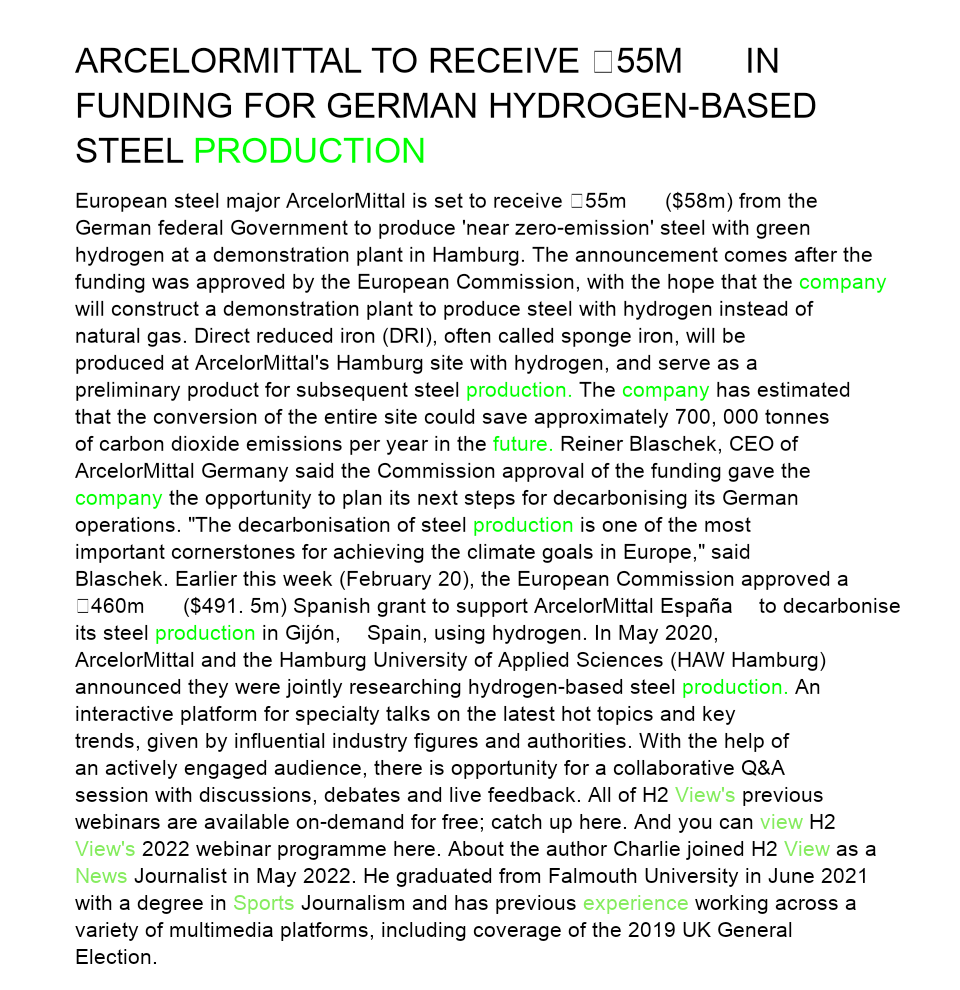 ARCELORMITTAL TO RECEIVE □55M IN
FUNDING FOR GERMAN HYDROGEN-BASED
STEEL PRODUCTION
European steel major ArcelorMittal is set to receive □55m ($58m) from the
German federal Government to produce 'near zero-emission' steel with green
hydrogen at a demonstration plant in Hamburg. The announcement comes after the
funding was approved by the European Commission, with the hope that the company
will construct a demonstration plant to produce steel with hydrogen instead of
natural gas. Direct reduced iron (DRI), often called sponge iron, will be
produced at ArcelorMittal's Hamburg site with hydrogen, and serve as a
preliminary product for subsequent steel production. The company has estimated
that the conversion of the entire site could save approximately 700, 000 tonnes
of carbon dioxide emissions per year in the future. Reiner Blaschek, CEO of
ArcelorMittal Germany said the Commission approval of the funding gave the
company the opportunity to plan its next steps for decarbonising its German
operations. "The decarbonisation of steel production is one of the most
important cornerstones for achieving the climate goals in Europe," said
Blaschek. Earlier this week (February 20), the European Commission approved a
□460m ($491. 5m) Spanish grant to support ArcelorMittal España to decarbonise
its steel production in Gijón, Spain, using hydrogen. In May 2020,
ArcelorMittal and the Hamburg University of Applied Sciences (HAW Hamburg)
announced they were jointly researching hydrogen-based steel production. An
interactive platform for specialty talks on the latest hot topics and key
trends, given by influential industry figures and authorities. With the help of
an actively engaged audience, there is opportunity for a collaborative Q&A
session with discussions, debates and live feedback. All of H2 View's previous
webinars are available on-demand for free; catch up here. And you can view H2
View's 2022 webinar programme here. About the author Charlie joined H2 View as a
News Journalist in May 2022. He graduated from Falmouth University in June 2021
with a degree in Sports Journalism and has previous experience working across a
variety of multimedia platforms, including coverage of the 2019 UK General
Election.